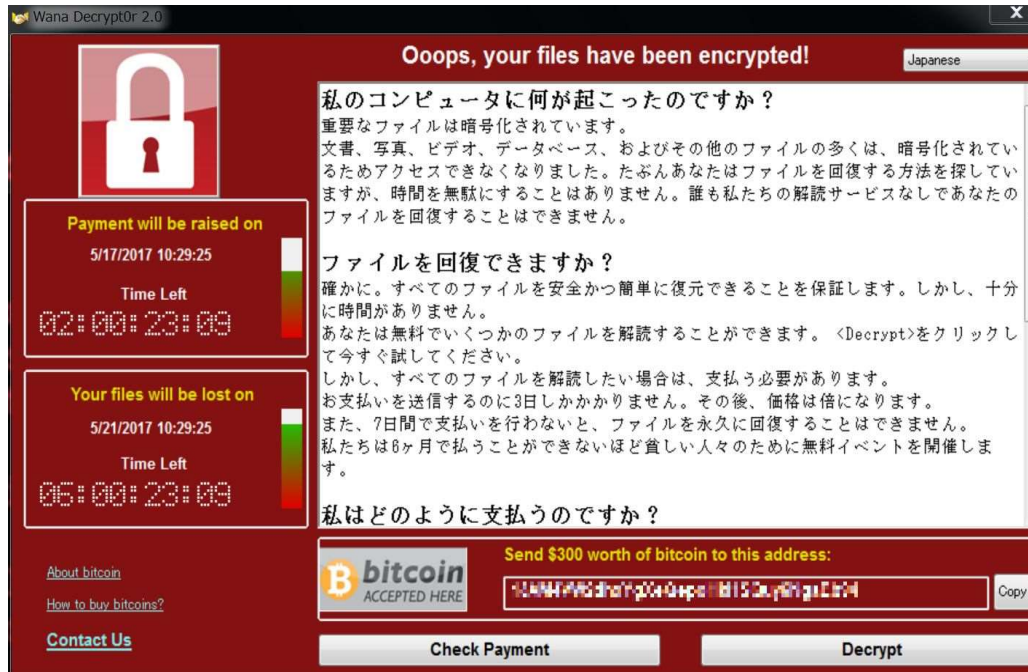 Wana Decrypt0r 2.0
X
Ooops, your files have been encrypted!
Japanese
Payment will be raised on
5/17/2017 10:29:25
Time Left
02:00:23:09
Your files will be lost on
5/21/2017 10:29:25
Time Left
06:00:23:09
About bitcoin
How to buy bitcoins?
Contact Us
私のコンピュータに何が起こったのですか？
重要なファイルは暗号化されています。
文書、写真、ビデオ、データベース、およびその他のファイルの多くは、暗号化されてい
るためアクセスできなくなりました。たぶんあなたはファイルを回復する方法を探してい
ますが、時間を無駄にすることはありません。誰も私たちの解読サービスなしであなたの
ファイルを回復することはできません。
ファイルを回復できますか？
確かに。すべてのファイルを安全かつ簡単に復元できることを保証します。しかし、十分
に時間がありません。
あなたは無料でいくつかのファイルを解読することができます。 <Decrypt>をクリックし
て今すぐ試してください。
しかし、すべてのファイルを解読したい場合は、支払う必要があります。
お支払いを送信するのに3日しかかかりません。その後、価格は倍になります。
また、7日間で支払いを行わないと、ファイルを永久に回復することはできません。
私たちは6ヶ月で払うことができないほど貧しい人々のために無料イベントを開催しま
す。
私はどのように支払うのですか？
bitcoin
ACCEPTED HERE
Send $300 worth of bitcoin to this address:
Copy
Check Payment
Decrypt